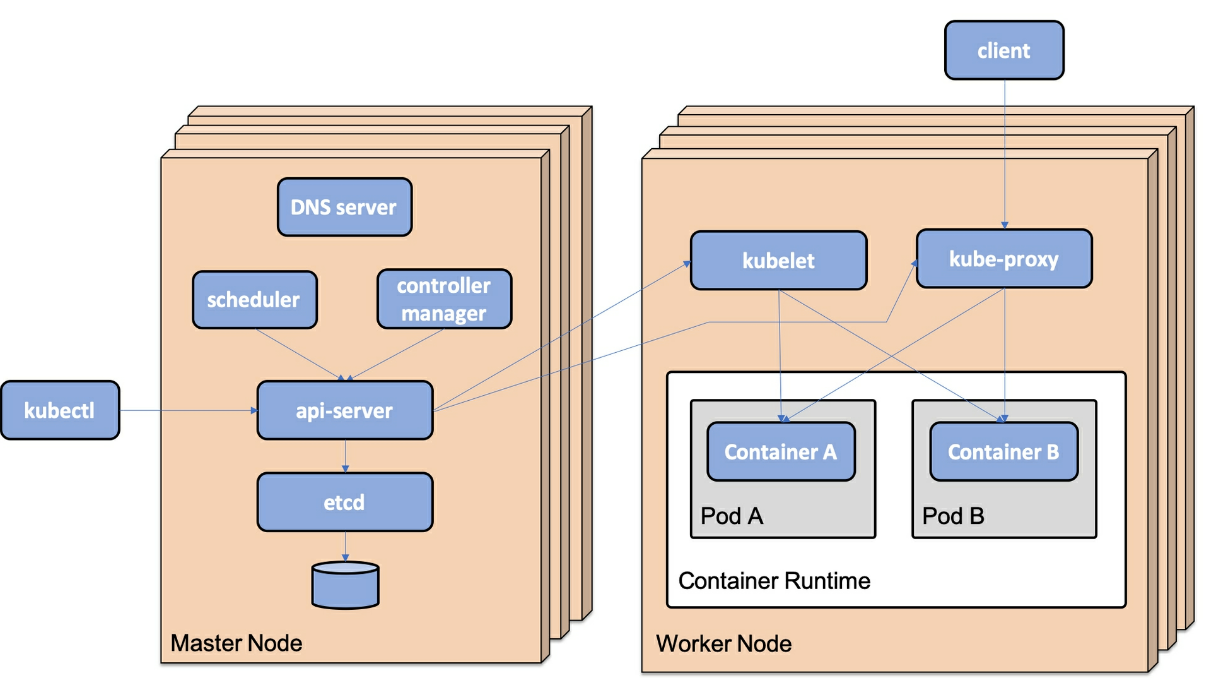 client
DNS server
kubelet
kube-proxy
scheduler
controller
manager
kubectl
api-server
Container A
Container B
etcd
Pod A
Pod B
Container Runtime
Master Node
Worker Node